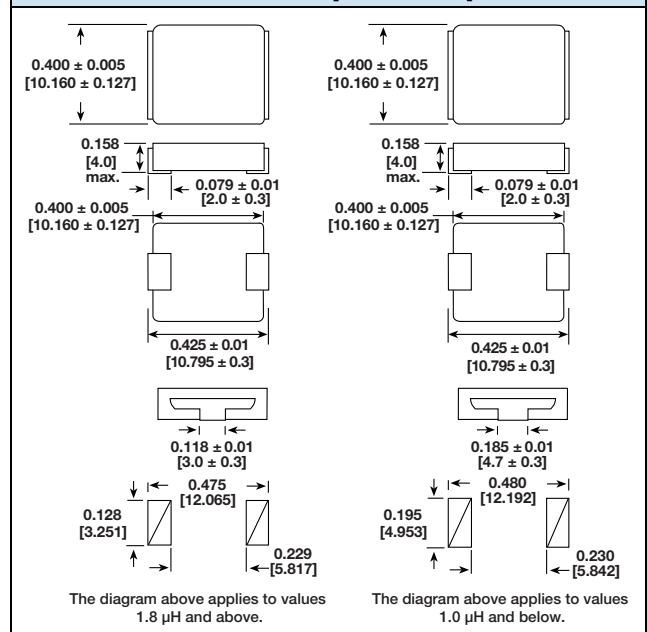 0.400 ± 0.005
[10.160 ± 0.127]
0.158
[4.0]
max.
0.079 ± 0.01
[2.0 ± 0.3]
0.400 ± 0.005
[10.160 ± 0.127]
0.425 ± 0.01
[10.795 ± 0.3]
0.118 ± 0.01
[3.0 ± 0.3]
0.475
[12.065]
0.128
[3.251]
0.229
[5.817]
The diagram above applies to values
1.8 µH and above.
0.400 ± 0.005
[10.160 ± 0.127]
0.158
[4.0]
max.
0.079 ± 0.01
[2.0 ± 0.3]
0.400 ± 0.005
[10.160 ± 0.127]
0.425 ± 0.01
[10.795 ± 0.3]
0.185 ± 0.01
[4.7 ± 0.3]
0.480
[12.192]
0.195
[4.953]
0.230
[5.842]
The diagram above applies to values
1.0 µH and below.